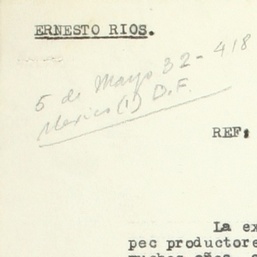 ERNESTO RIOS.
5 de Mayo 32-418
Mexico (1) D.F.
REF:
La ex
pec productore
muchos años,